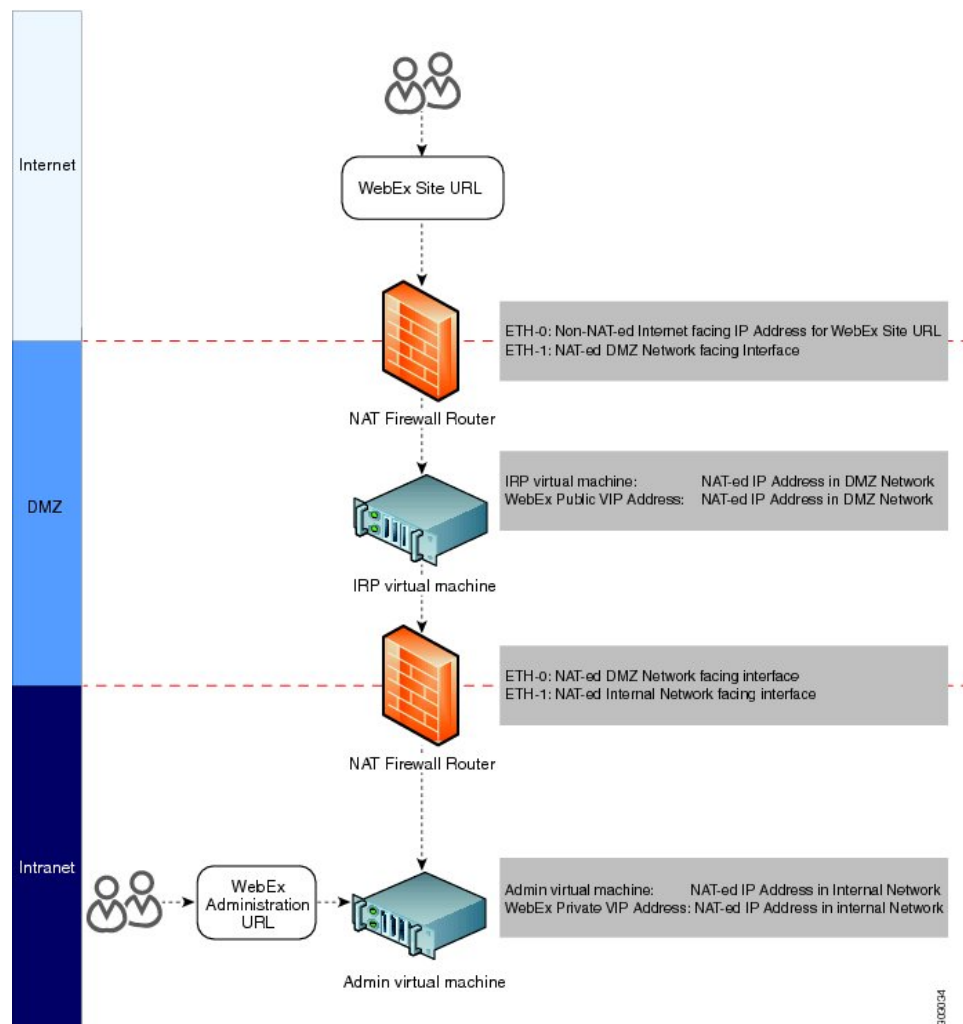 Internet
WebEx Site URL
ETH-0: Non-NAT-ed Internet facing IP Address for WebEx Site URL
ETH-1: NAT-ed DMZ Network facing Interface
NAT Firewall Router
DMZ
IRP virtual machine: NAT-ed IP Address in DMZ Network
WebEx Public VIP Address: NAT-ed IP Address in DMZ Network
IRP virtual machine
ETH-0: NAT-ed DMZ Network facing interface
ETH-1: NAT-ed Internal Network facing interface
NAT Firewall Router
Intranet
WebEx
Administration
URL
Admin virtual machine: NAT-ed IP Address in Internal Network
WebEx Private VIP Address: NAT-ed IP Address in internal Network
Admin virtual machine
303034